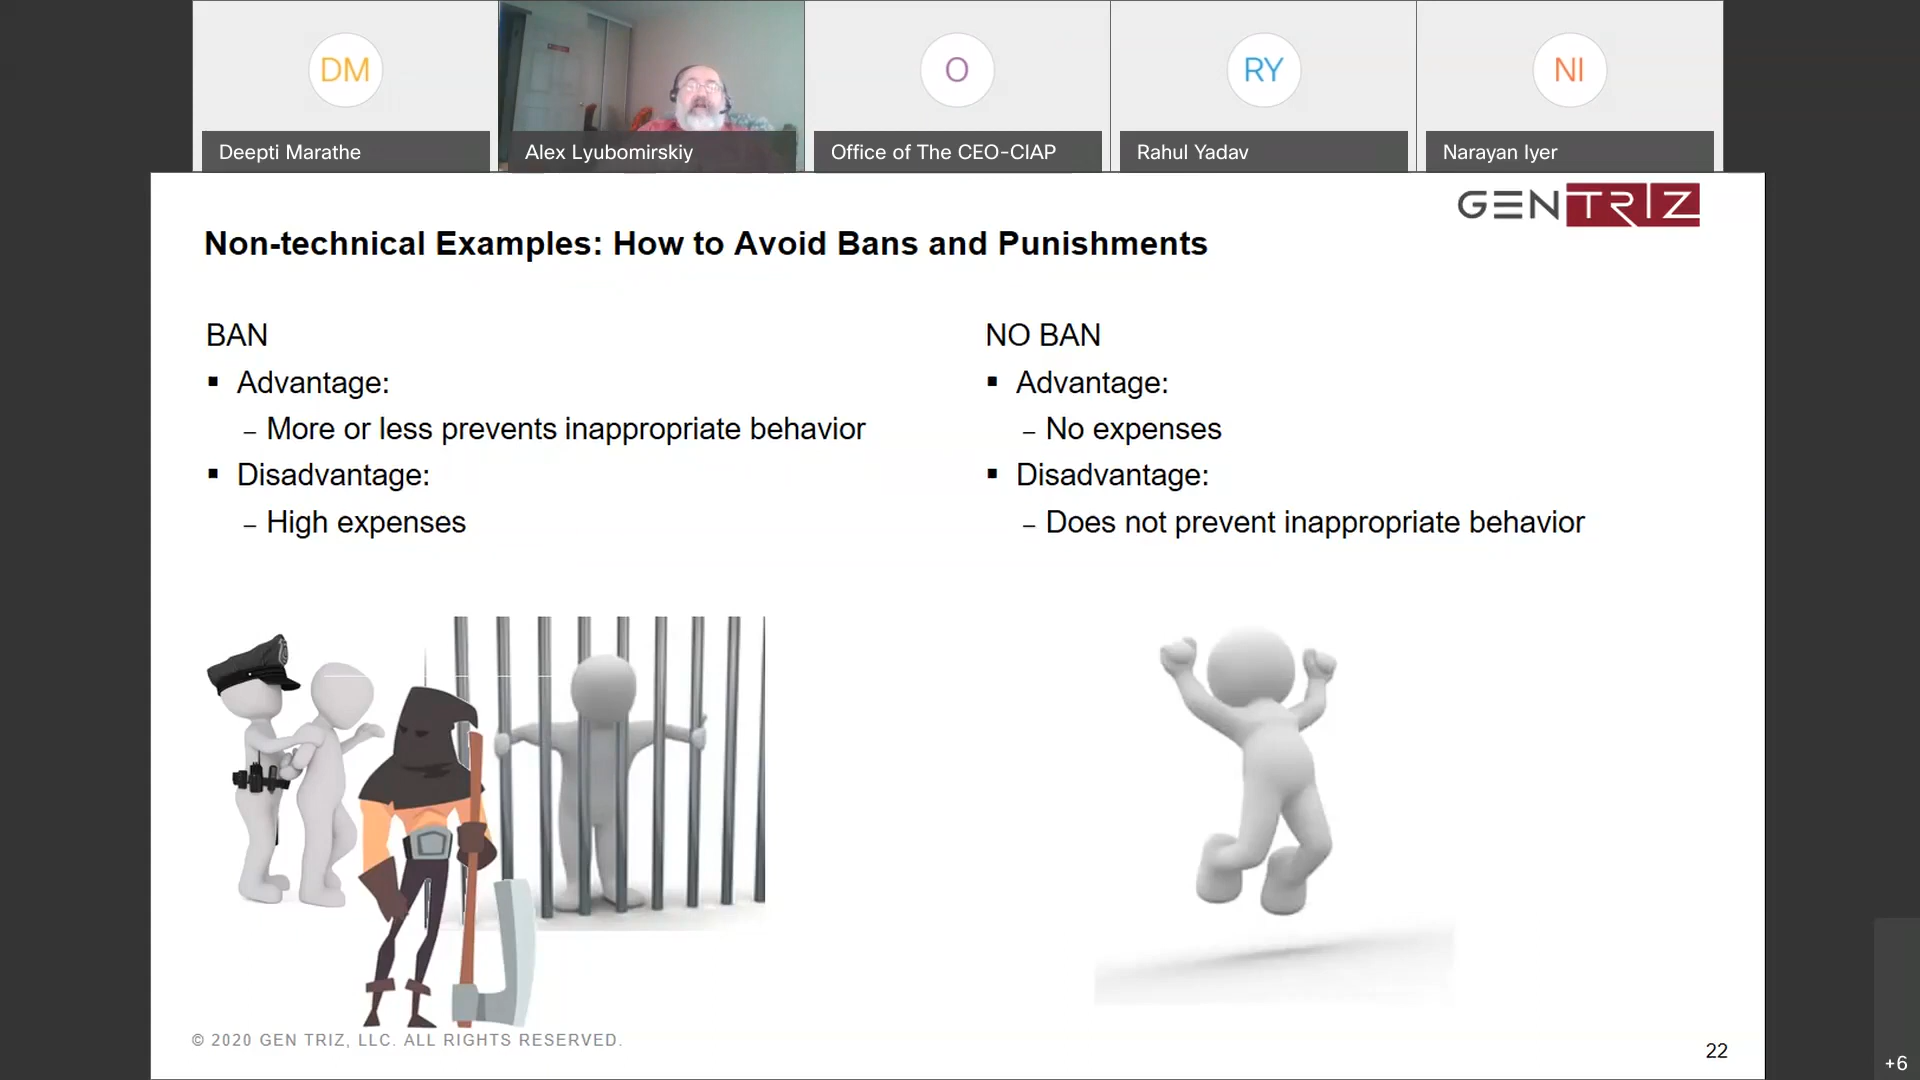 DM
O
RY
NI
Deepti Marathe
Alex Lyubomirskiy
Office of The CEO-CIAP
Rahul Yadav
Narayan Iyer
GEN TRIZ
Non-technical Examples: How to Avoid Bans and Punishments
BAN
▪ Advantage:
– More or less prevents inappropriate behavior
▪ Disadvantage:
– High expenses
NO BAN
▪ Advantage:
– No expenses
▪ Disadvantage:
– Does not prevent inappropriate behavior
© 2020 GEN TRIZ, LLC. ALL RIGHTS RESERVED.
22
+6